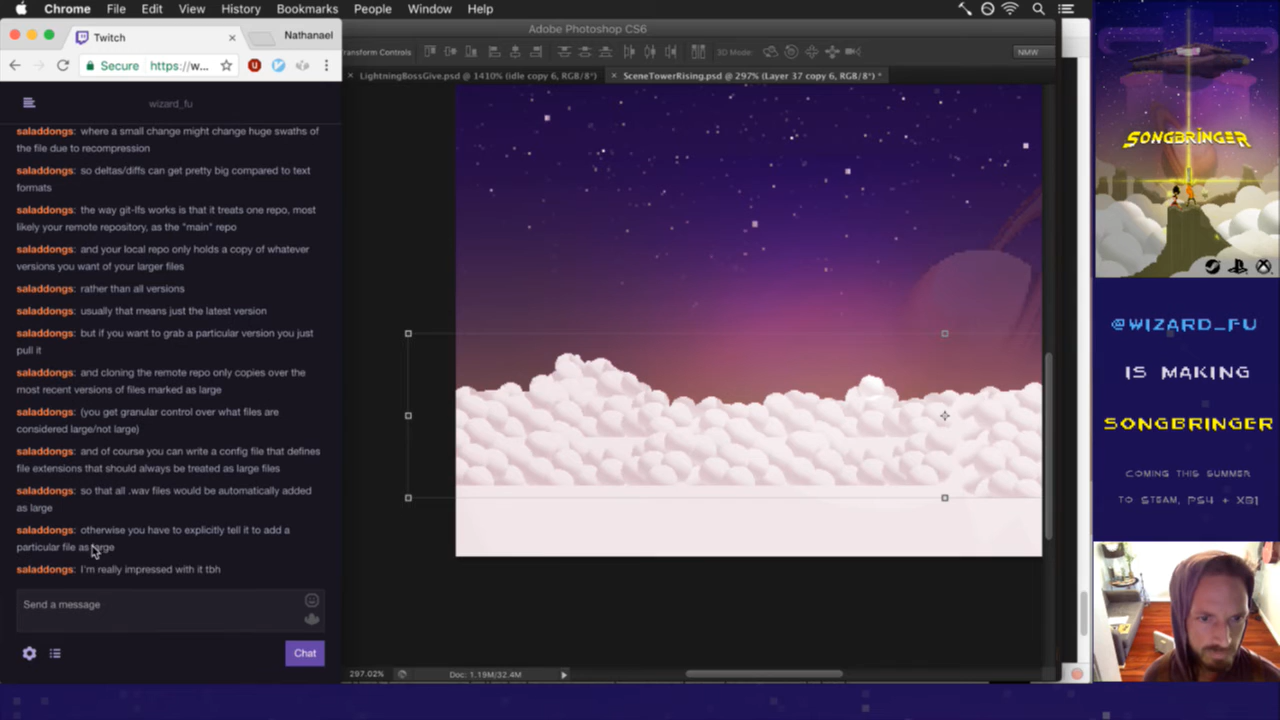 Chrome File Edit View History Bookmarks People Window Help
Twitch
Nathanael
Secure https://w...
wizard_fu
saladdongs: where a small change might change huge swaths of
the file due to recompression
saladdongs: so deltas/diffs can get pretty big compared to text
formats
saladdongs: the way git-lfs works is that it treats one repo, most
likely your remote repository, as the "main" repo
saladdongs: and your local repo only holds a copy of whatever
versions you want of your larger files
saladdongs: rather than all versions
saladdongs: usually that means just the latest version
saladdongs: but if you want to grab a particular version you just
pull it
saladdongs: and cloning the remote repo only copies over the
most recent versions of files marked as large
saladdongs: (you get granular control over what files are
considered large/not large)
saladdongs: and of course you can write a config file that defines
file extensions that should always be treated as large files
saladdongs: so that all .wav files would be automatically added
as large
saladdongs: otherwise you have to explicitly tell it to add a
particular file as large
saladdongs: I'm really impressed with it tbh
Send a message
Chat
Adobe Photoshop CS6
Transform Controls
3D Mode:
NMW
LightningBossGive.psd @ 1410% (idle copy 6, RGB/8*)
SceneTowerRising.psd @ 297% (Layer 37 copy 6, RGB/8*) *
297.02%
Doc: 1.19M/32.4M
SONGBRINGER
@WIZARD_FU
IS MAKING
SONGBRINGER
COMING THIS SUMMER
TO STEAM, PS4 + XB1